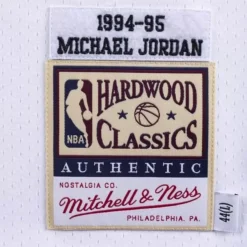 1994-95
MICHAEL JORDAN
HARDWOOD
NBA
CLASSICS
AUTHENTIC
NOSTALGIA CO.
Mitchell & Ness
PHILADELPHIA, PA.
44(L)